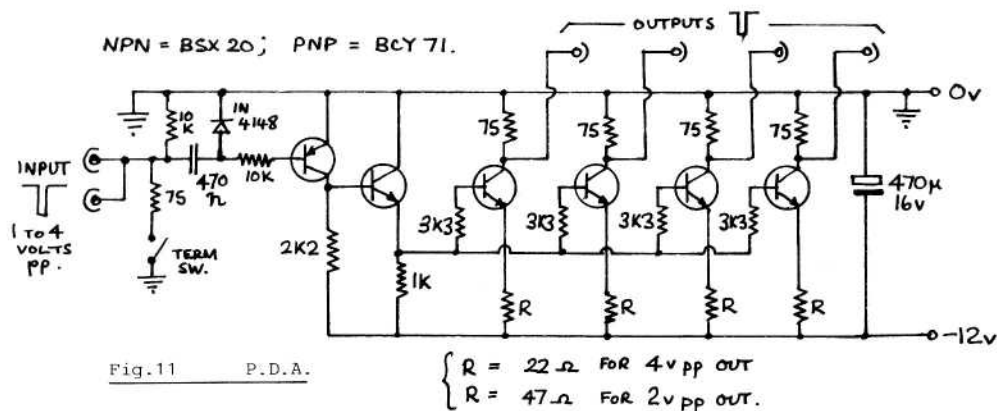 OUTPUTS
NPN = BSX 20; PNP = BCY 71.
0v
10
K
IN
4148
75
75
75
75
INPUT
470
n
10K
470μ
16v
75
3K3
3K3
3K3
3K3
1 TO 4
VOLTS
PP.
TERM
SW.
2K2
1K
R
R
R
R
-12v
Fig.11 P.D.A.
R = 22 Ω FOR 4v PP OUT
R = 47 Ω FOR 2v PP OUT.